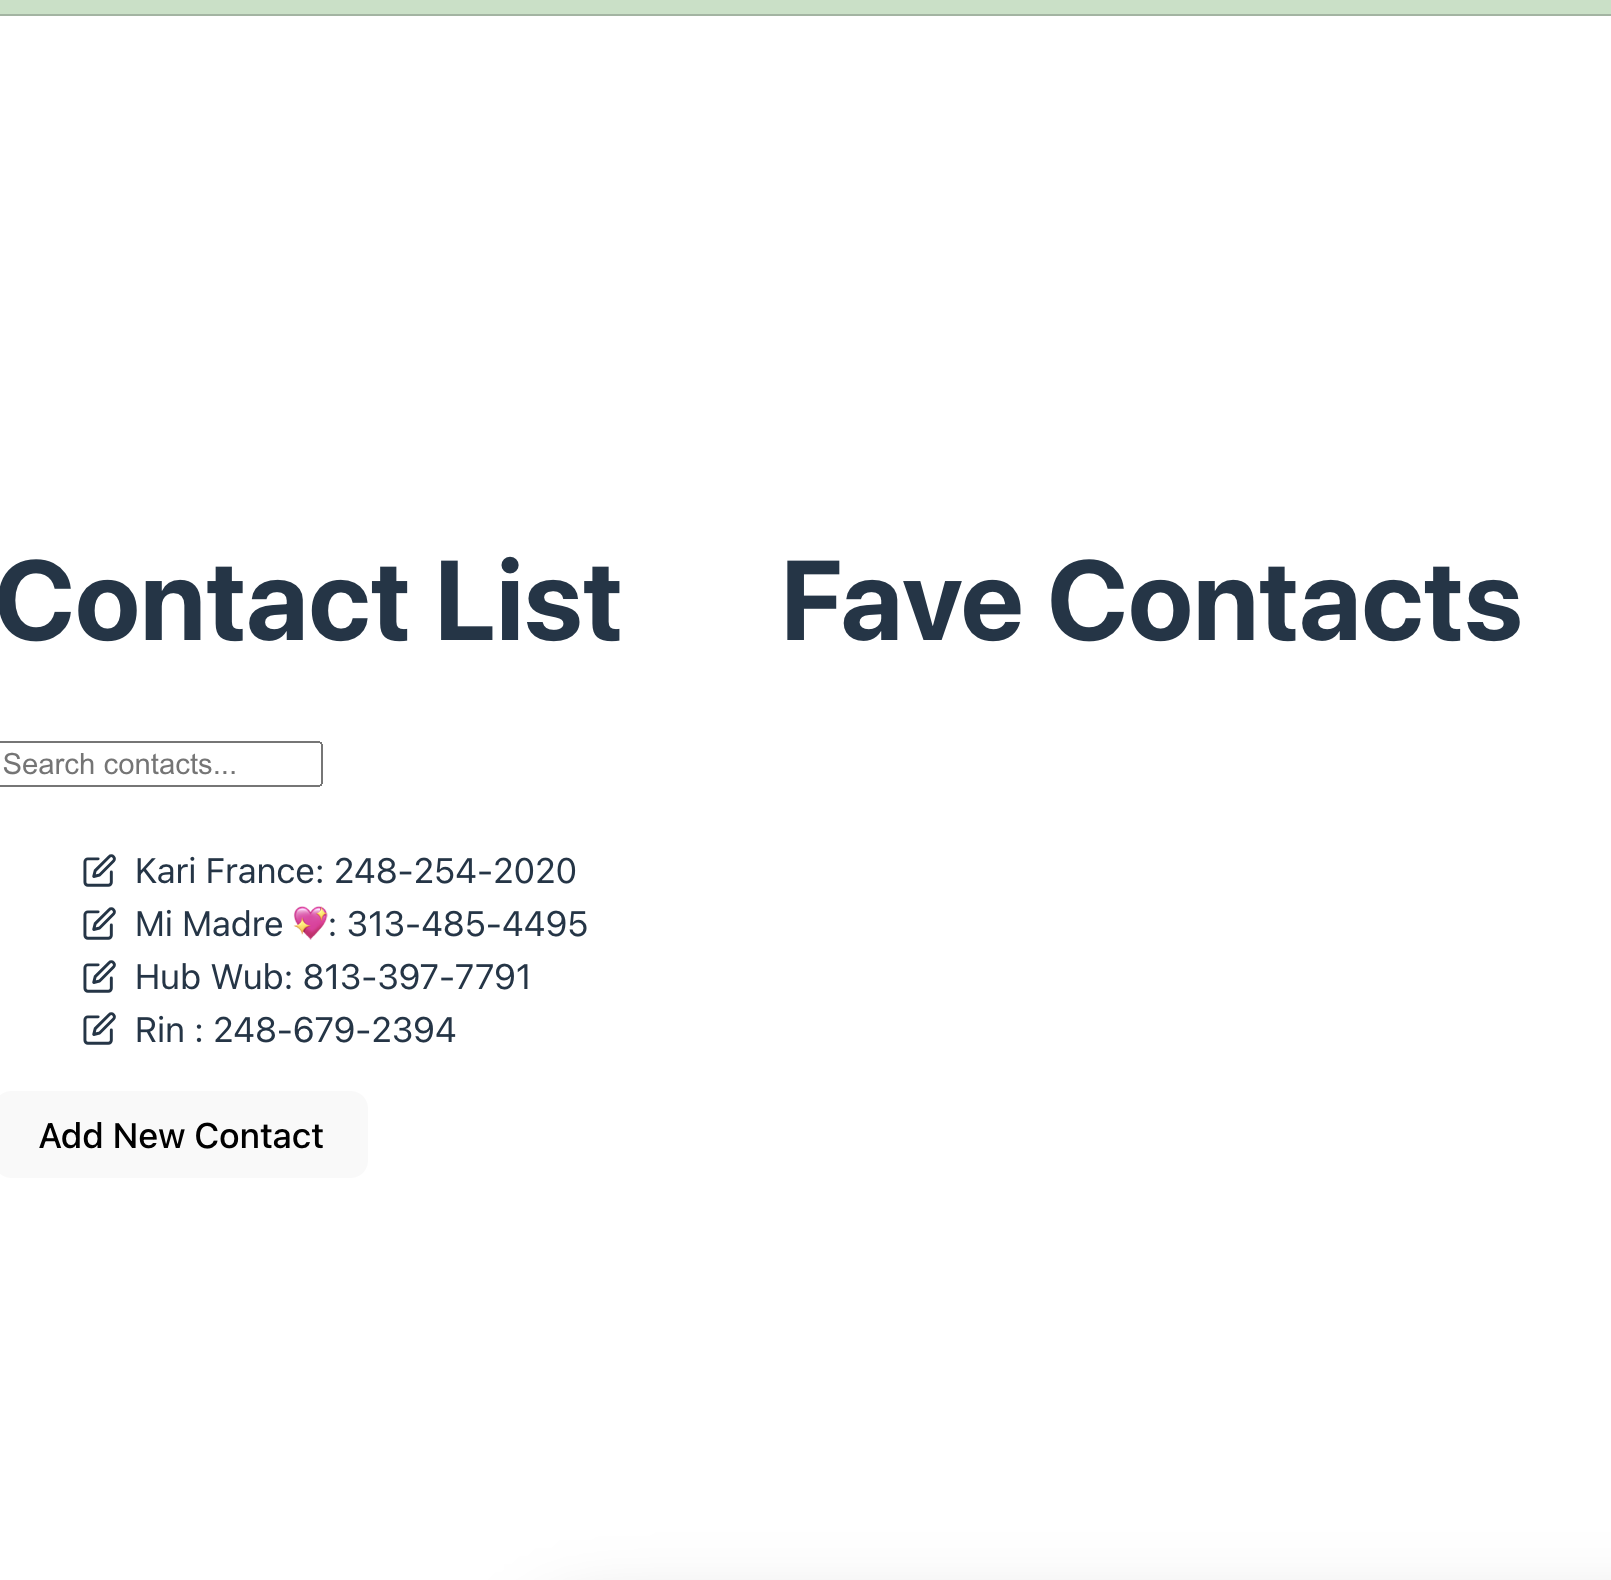 Contact List
Fave Contacts
Search contacts...
Kari France: 248-254-2020
Mi Madre 💖: 313-485-4495
Hub Wub: 813-397-7791
Rin : 248-679-2394
Add New Contact